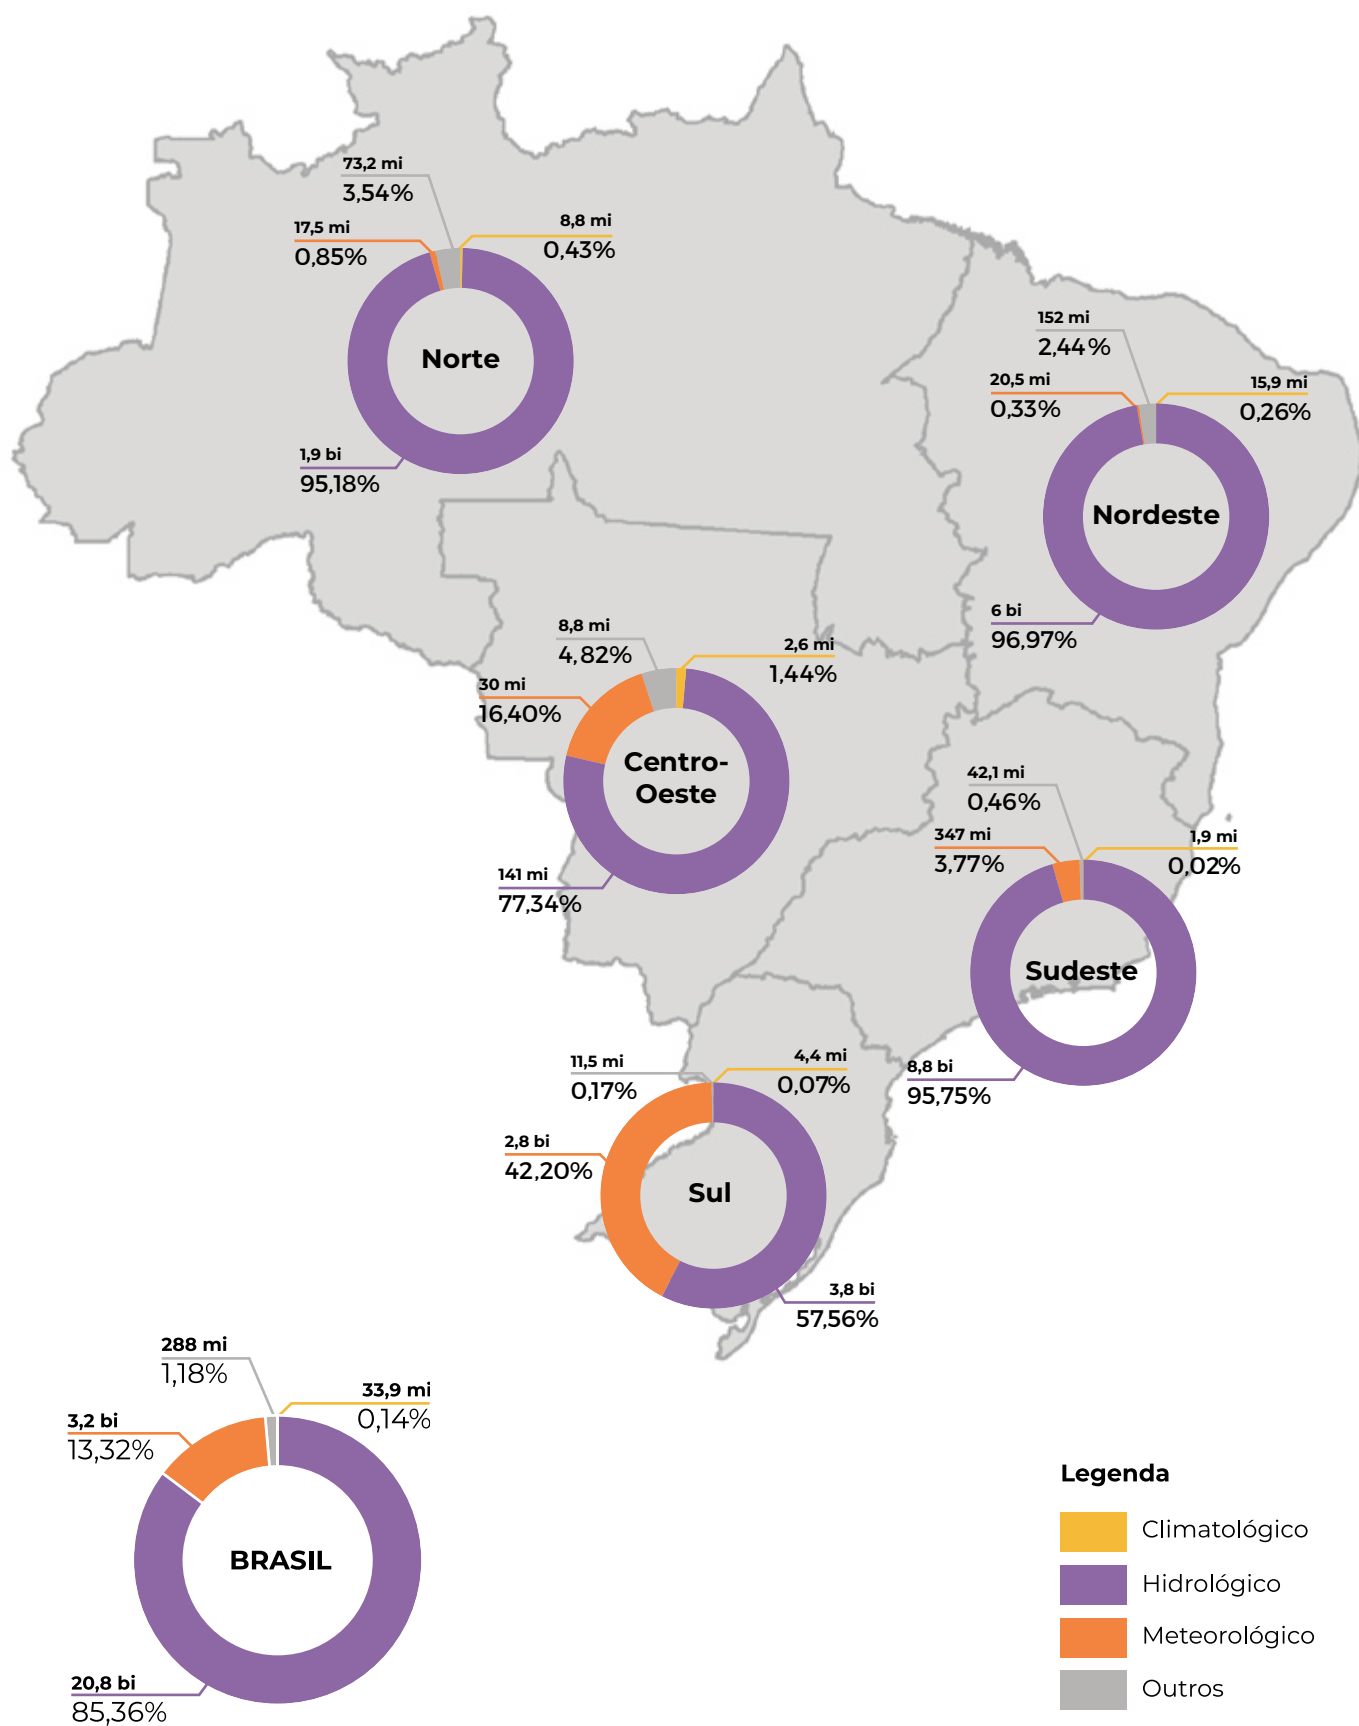 73,2 mi
3,54%
17,5 mi
0,85%
8,8 mi
0,43%
Norte
1,9 bi
95,18%
152 mi
2,44%
20,5 mi
0,33%
15,9 mi
0,26%
Nordeste
6 bi
96,97%
8,8 mi
4,82%
2,6 mi
1,44%
30 mi
16,40%
Centro-
Oeste
141 mi
77,34%
42,1 mi
0,46%
347 mi
3,77%
1,9 mi
0,02%
Sudeste
8,8 bi
95,75%
11,5 mi
0,17%
4,4 mi
0,07%
2,8 bi
42,20%
Sul
3,8 bi
57,56%
288 mi
1,18%
33,9 mi
0,14%
3,2 bi
13,32%
BRASIL
20,8 bi
85,36%
Legenda
Climatológico
Hidrológico
Meteorológico
Outros